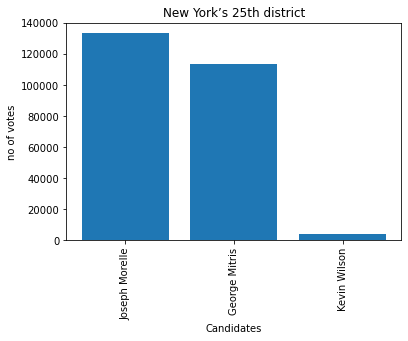 New York’s 25th district
no of votes
140000
120000
100000
80000
60000
40000
20000
0
Joseph Morelle
George Mitris
Kevin Wilson
Candidates